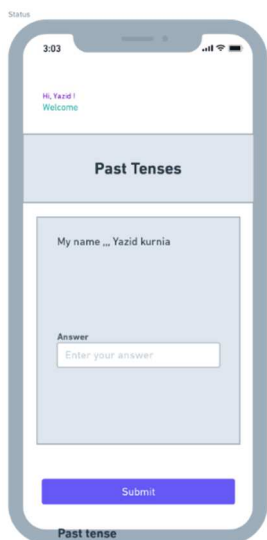 Status
3:03
Hi, Yazid !
Welcome
Past Tenses
My name ,,, Yazid kurnia
Answer
Enter your answer
Submit
Past tense